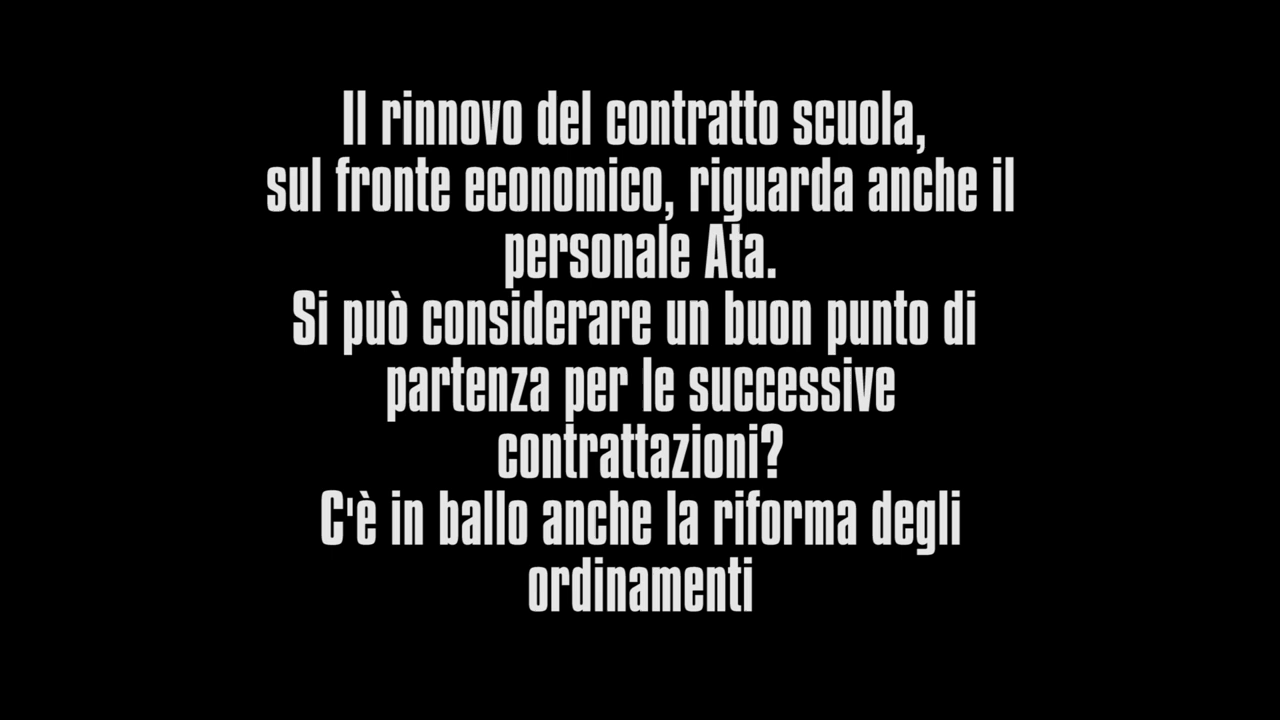 Il rinnovo del contratto scuola,
sul fronte economico, riguarda anche il
personale Ata.
Si può considerare un buon punto di
partenza per le successive
contrattazioni?
C'è in ballo anche la riforma degli
ordinamenti